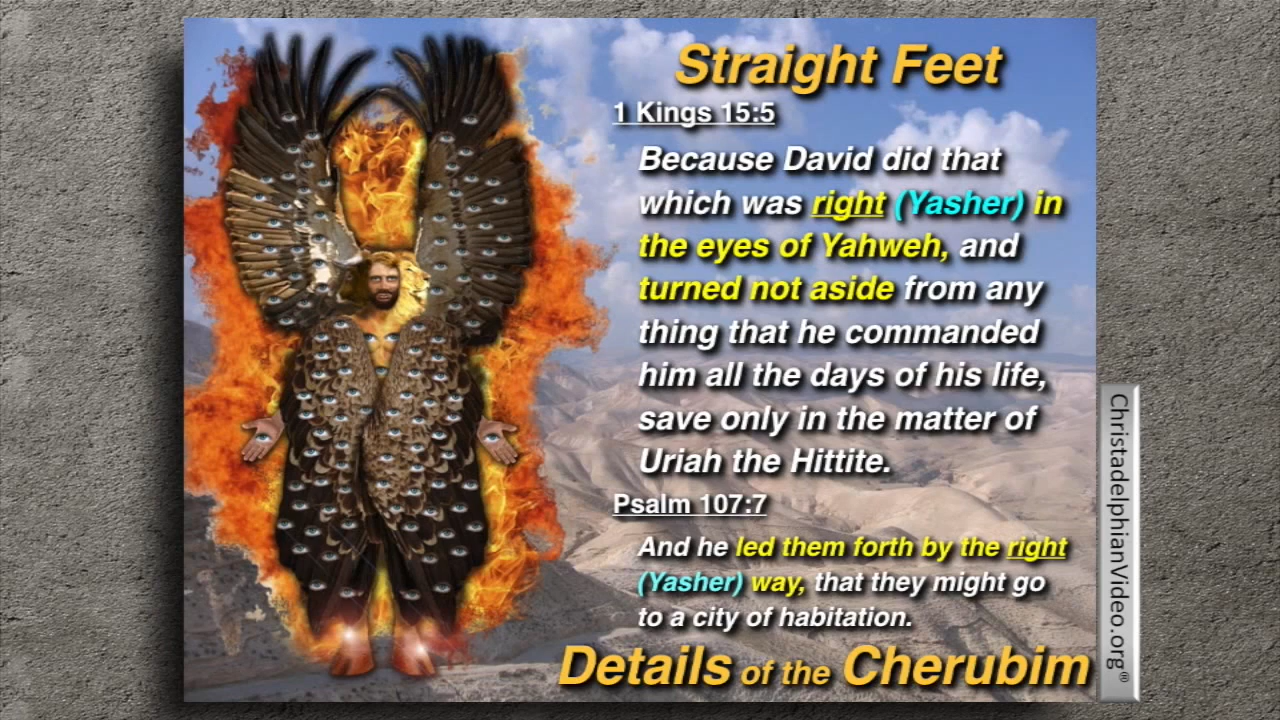 Straight Feet
1 Kings 15:5
Because David did that
which was right (Yasher) in
the eyes of Yahweh, and
turned not aside from any
thing that he commanded
him all the days of his life,
save only in the matter of
Uriah the Hittite.
Psalm 107:7
And he led them forth by the right
(Yasher) way, that they might go
to a city of habitation.
Details of the Cherubim
ChristadelphianVideo.org®